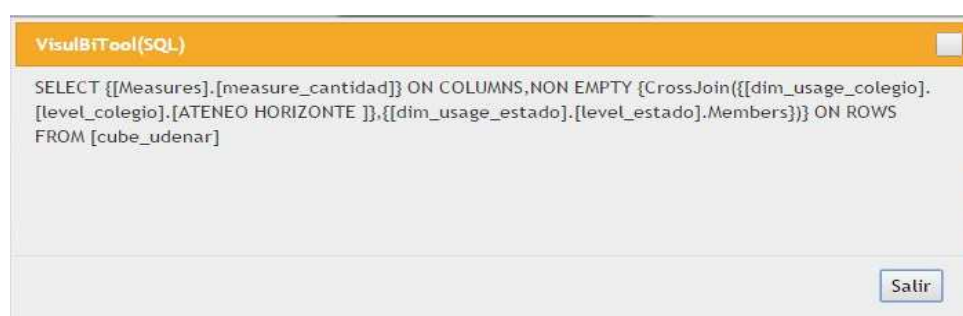 VisulBiTool(SQL)
SELECT {[Measures].[measure_cantidad]} ON COLUMNS,NON EMPTY {CrossJoin({[dim_usage_colegio].
[level_colegio].[ATENEO HORIZONTE ]},{[dim_usage_estado].[level_estado].Members})} ON ROWS
FROM [cube_udenar]
Salir